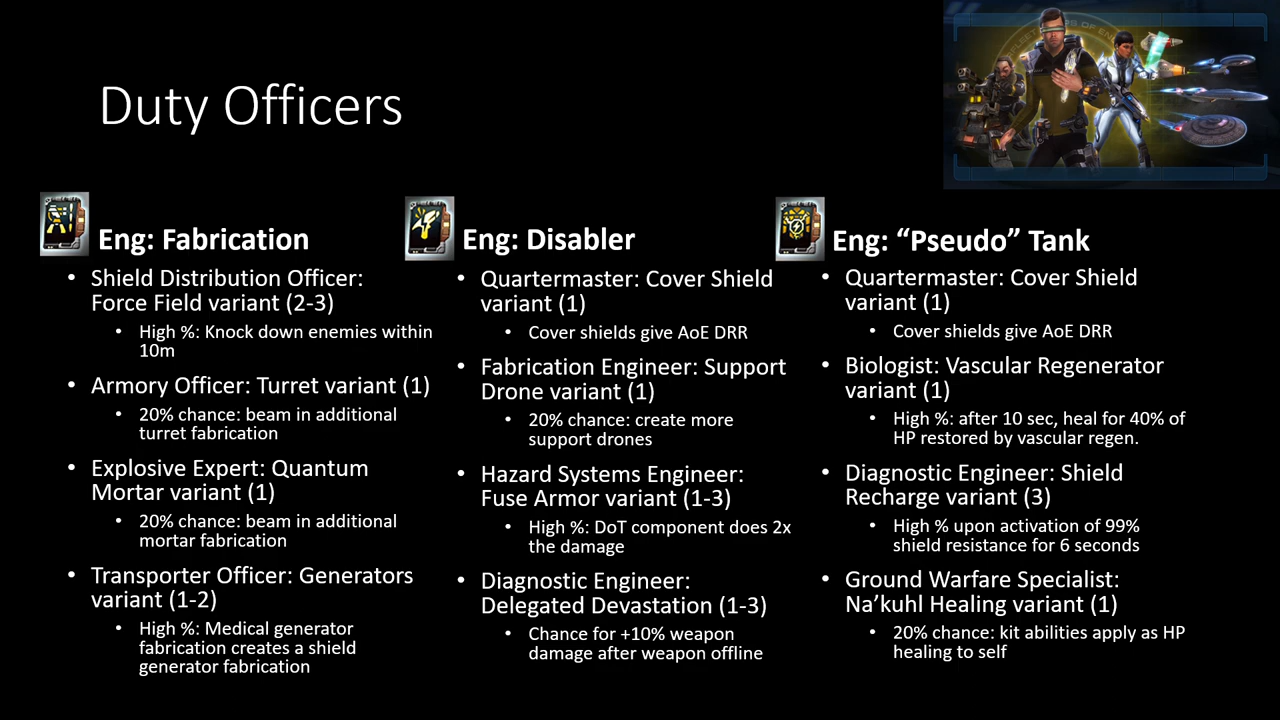 Duty Officers
Eng: Fabrication
• Shield Distribution Officer:
Force Field variant (2-3)
• High %: Knock down enemies within
10m
• Armory Officer: Turret variant (1)
• 20% chance: beam in additional
turret fabrication
• Explosive Expert: Quantum
Mortar variant (1)
• 20% chance: beam in additional
mortar fabrication
• Transporter Officer: Generators
variant (1-2)
• High %: Medical generator
fabrication creates a shield
generator fabrication
Eng: Disabler
• Quartermaster: Cover Shield
variant (1)
• Cover shields give AoE DRR
• Fabrication Engineer: Support
Drone variant (1)
• 20% chance: create more
support drones
• Hazard Systems Engineer:
Fuse Armor variant (1-3)
• High %: DoT component does 2x
the damage
• Diagnostic Engineer:
Delegated Devastation (1-3)
• Chance for +10% weapon
damage after weapon offline
Eng: “Pseudo” Tank
• Quartermaster: Cover Shield
variant (1)
• Cover shields give AoE DRR
• Biologist: Vascular Regenerator
variant (1)
• High %: after 10 sec, heal for 40% of
HP restored by vascular regen.
• Diagnostic Engineer: Shield
Recharge variant (3)
• High % upon activation of 99%
shield resistance for 6 seconds
• Ground Warfare Specialist:
Na’kuhl Healing variant (1)
• 20% chance: kit abilities apply as HP
healing to self